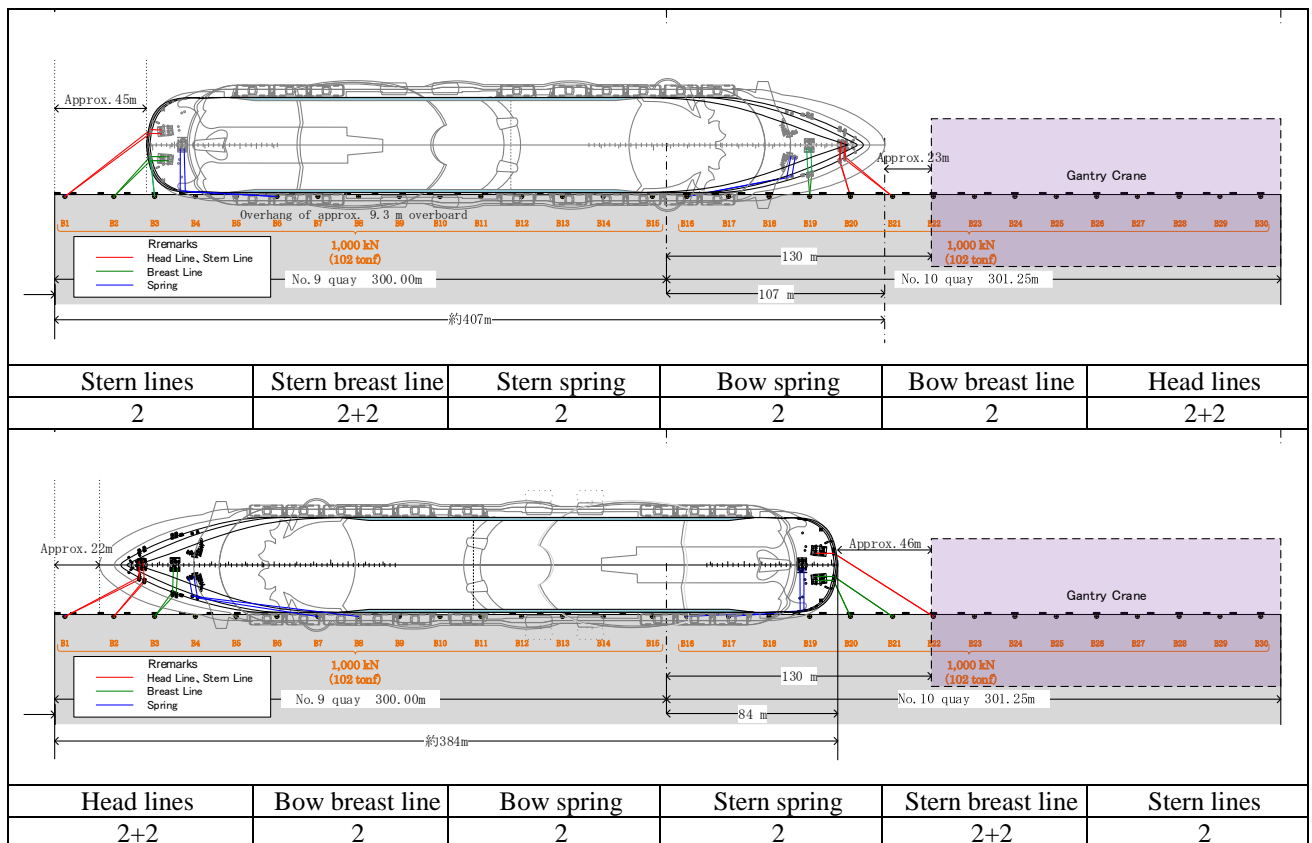 Approx.45m
Approx.23m
Gantry Crane
Overhang of approx. 9.3 m overboard
B1 B2 B3 B4 B5 B6 B7 B8 B9 B10 B11 B12 B13 B14 B15 B16 B17 B18 B19 B20 B21 B22 B23 B24 B25 B26 B27 B28 B29 B30
Rremarks
Head Line、Stern Line
Breast Line
Spring
1,000 kN
(102 tonf)
1,000 kN
(102 tonf)
130 m
No.9 quay 300.00m
No.10 quay 301.25m
107 m
約407m
Stern lines Stern breast line Stern spring Bow spring Bow breast line Head lines
2 2+2 2 2 2 2+2
Approx.22m
Approx.46m
Gantry Crane
B1 B2 B3 B4 B5 B6 B7 B8 B9 B10 B11 B12 B13 B14 B15 B16 B17 B18 B19 B20 B21 B22 B23 B24 B25 B26 B27 B28 B29 B30
Rremarks
Head Line、Stern Line
Breast Line
Spring
1,000 kN
(102 tonf)
1,000 kN
(102 tonf)
130 m
No.9 quay 300.00m
No.10 quay 301.25m
84 m
約384m
Head lines Bow breast line Bow spring Stern spring Stern breast line Stern lines
2+2 2 2 2 2+2 2